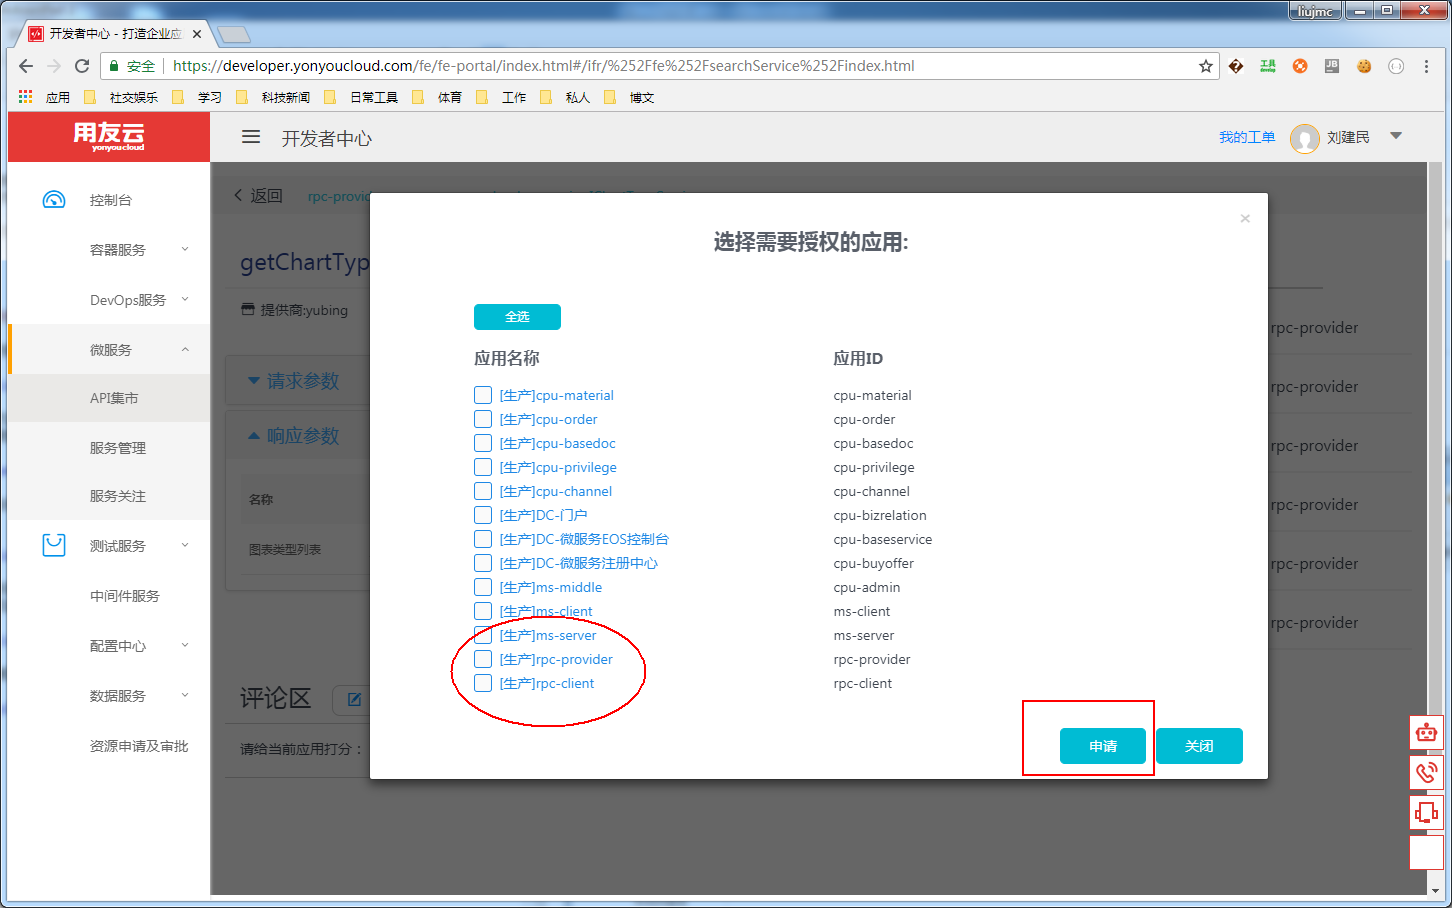 liujmc
开发者中心 - 打造企业应
安全 https://developer.yonyoucloud.com/fe/fe-portal/index.html#/ifr/%252Ffe%252FsearchService%252Findex.html
应用 社交娱乐 学习 科技新闻 日常工具 体育 工作 私人 博文
用友云
yonyoucloud
开发者中心
我的工单 刘建民
控制台
容器服务
DevOps服务
微服务
API集市
服务管理
服务关注
测试服务
中间件服务
配置中心
数据服务
资源申请及审批
返回 rpc-provid
getChartTyp
提供商:yubing
请求参数
响应参数
名称
图表类型列表
评论区
请给当前应用打分：
选择需要授权的应用:
全选
应用名称 应用ID
[生产]cpu-material cpu-material
[生产]cpu-order cpu-order
[生产]cpu-basedoc cpu-basedoc
[生产]cpu-privilege cpu-privilege
[生产]cpu-channel cpu-channel
[生产]DC-门户 cpu-bizrelation
[生产]DC-微服务EOS控制台 cpu-baseservice
[生产]DC-微服务注册中心 cpu-buyoffer
[生产]ms-middle cpu-admin
[生产]ms-client ms-client
[生产]ms-server ms-server
[生产]rpc-provider rpc-provider
[生产]rpc-client rpc-client
申请 关闭
rpc-provider
rpc-provider
rpc-provider
rpc-provider
rpc-provider
rpc-provider